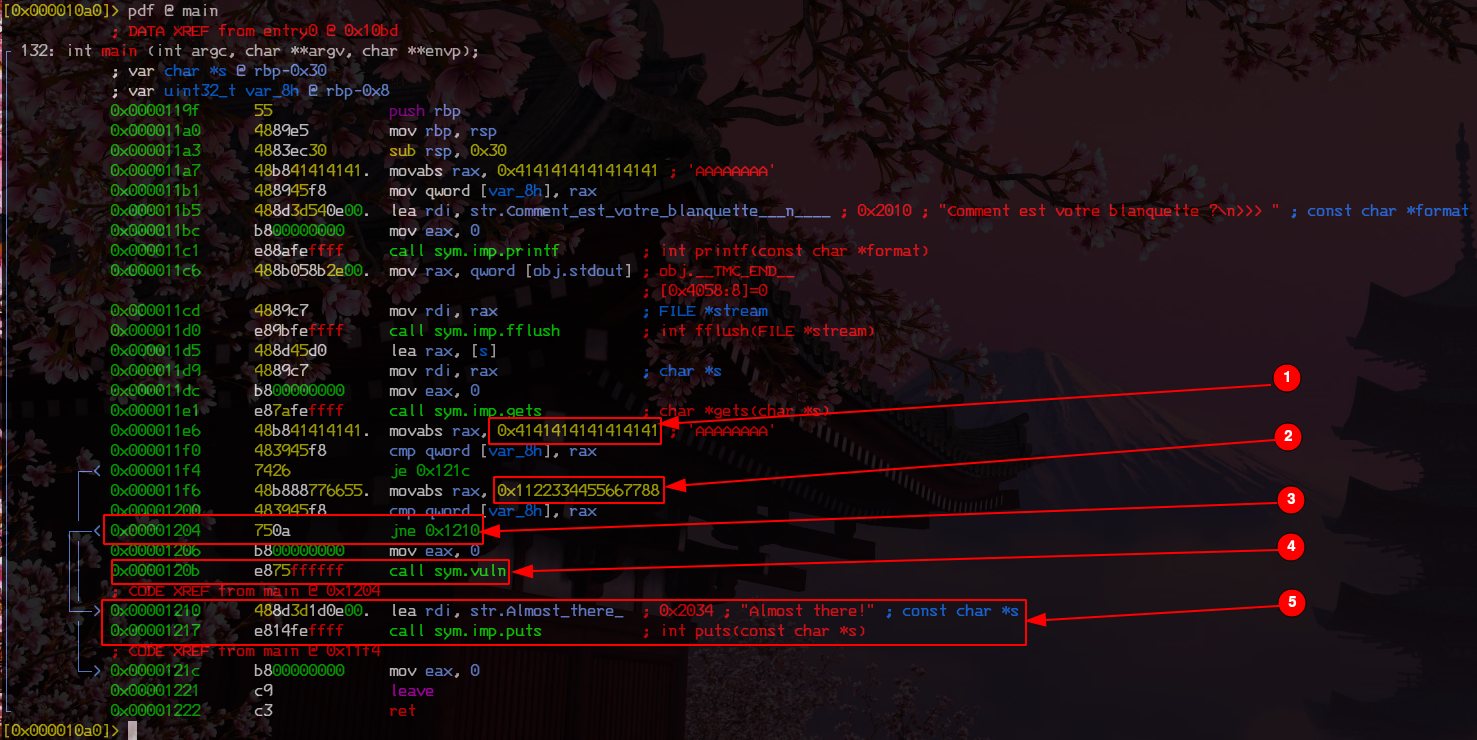 [0x000010a0]> pdf @ main
; DATA XREF from entry0 @ 0x10bd
132: int main (int argc, char **argv, char **envp);
; var char *s @ rbp-0x30
; var uint32_t var_8h @ rbp-0x8
0x0000119f 55 push rbp
0x000011a0 4889e5 mov rbp, rsp
0x000011a3 4883ec30 sub rsp, 0x30
0x000011a7 48b841414141. movabs rax, 0x4141414141414141 ; 'AAAAAAAA'
0x000011b1 488945f8 mov qword [var_8h], rax
0x000011b5 488d3d540e00. lea rdi, str.Comment_est_votre_blanquette___n____ ; 0x2010 ; "Comment est votre blanquette ?\n>>> " ; const char *format
0x000011bc b800000000 mov eax, 0
0x000011c1 e88afeffff call sym.imp.printf ; int printf(const char *format)
0x000011c6 488b058b2e00. mov rax, qword [obj.stdout] ; obj.__TMC_END__
; [0x4058:8]=0
0x000011cd 4889c7 mov rdi, rax ; FILE *stream
0x000011d0 e89bfeffff call sym.imp.fflush ; int fflush(FILE *stream)
0x000011d5 488d45d0 lea rax, [s]
0x000011d9 4889c7 mov rdi, rax ; char *s
0x000011dc b800000000 mov eax, 0
0x000011e1 e87afeffff call sym.imp.gets ; char *gets(char *s)
1
0x000011e6 48b841414141. movabs rax, 0x4141414141414141 ; 'AAAAAAAA'
0x000011f0 483945f8 cmp qword [var_8h], rax
2
0x000011f4 7426 je 0x121c
0x000011f6 48b888776655. movabs rax, 0x1122334455667788
0x00001200 483945f8 cmp qword [var_8h], rax
3
0x00001204 750a jne 0x1210
0x00001206 b800000000 mov eax, 0
4
0x0000120b e875ffffff call sym.vuln
; CODE XREF from main @ 0x1204
0x00001210 488d3d1d0e00. lea rdi, str.Almost_there_ ; 0x2034 ; "Almost there!" ; const char *s
5
0x00001217 e814feffff call sym.imp.puts ; int puts(const char *s)
; CODE XREF from main @ 0x11f4
0x0000121c b800000000 mov eax, 0
0x00001221 c9 leave
0x00001222 c3 ret
[0x000010a0]>